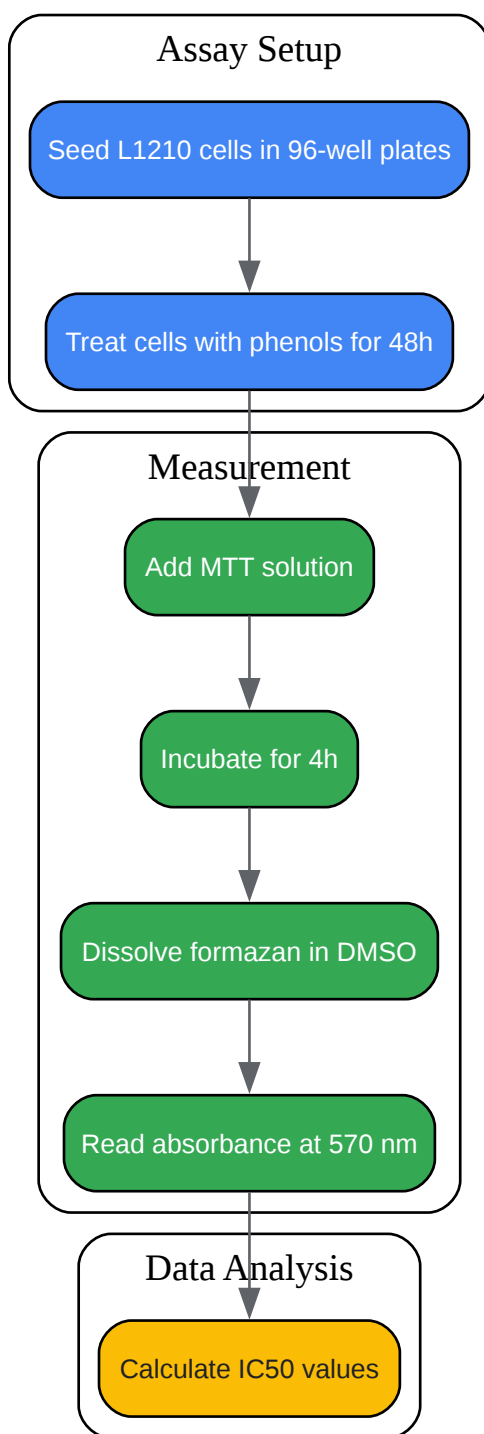 Assay Setup
Seed L1210 cells in 96-well plates
Treat cells with phenols for 48h
Measurement
Add MTT solution
Incubate for 4h
Dissolve formazan in DMSO
Read absorbance at 570 nm
Data Analysis
Calculate IC50 values